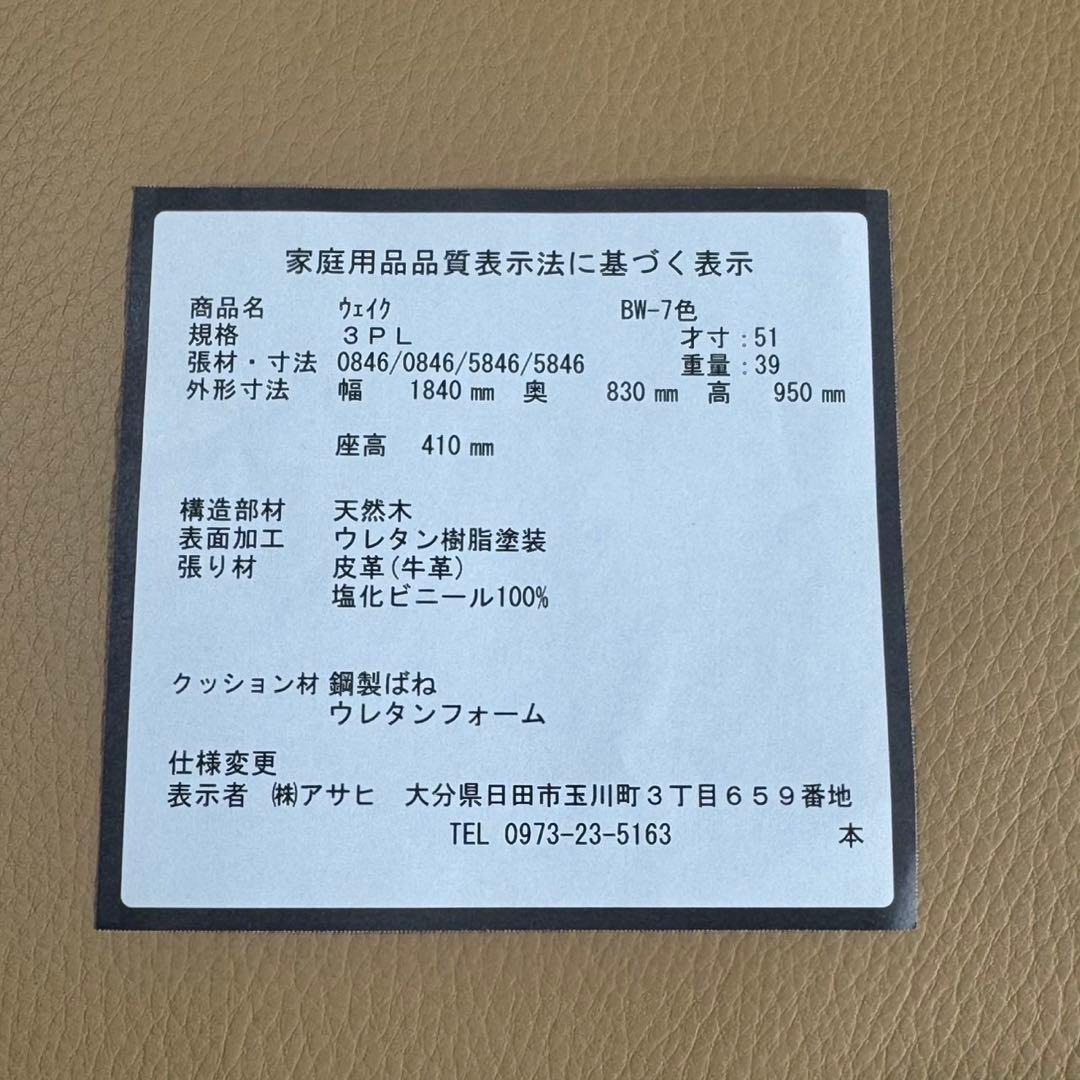 家庭用品品質表示法に基づく表示
商品名 ｳｪｲｸ BW-7色
規格 ３ＰＬ 才寸:51
張材・寸法 0846/0846/5846/5846 重量:39
外形寸法 幅 1840㎜ 奥 830㎜ 高 950㎜
座高 410㎜
構造部材 天然木
表面加工 ウレタン樹脂塗装
張り材 皮革(牛革)
塩化ビニール100%
クッション材 鋼製ばね
ウレタンフォーム
仕様変更
表示者 ㈱アサヒ 大分県日田市玉川町３丁目６５９番地
TEL 0973-23-5163 本